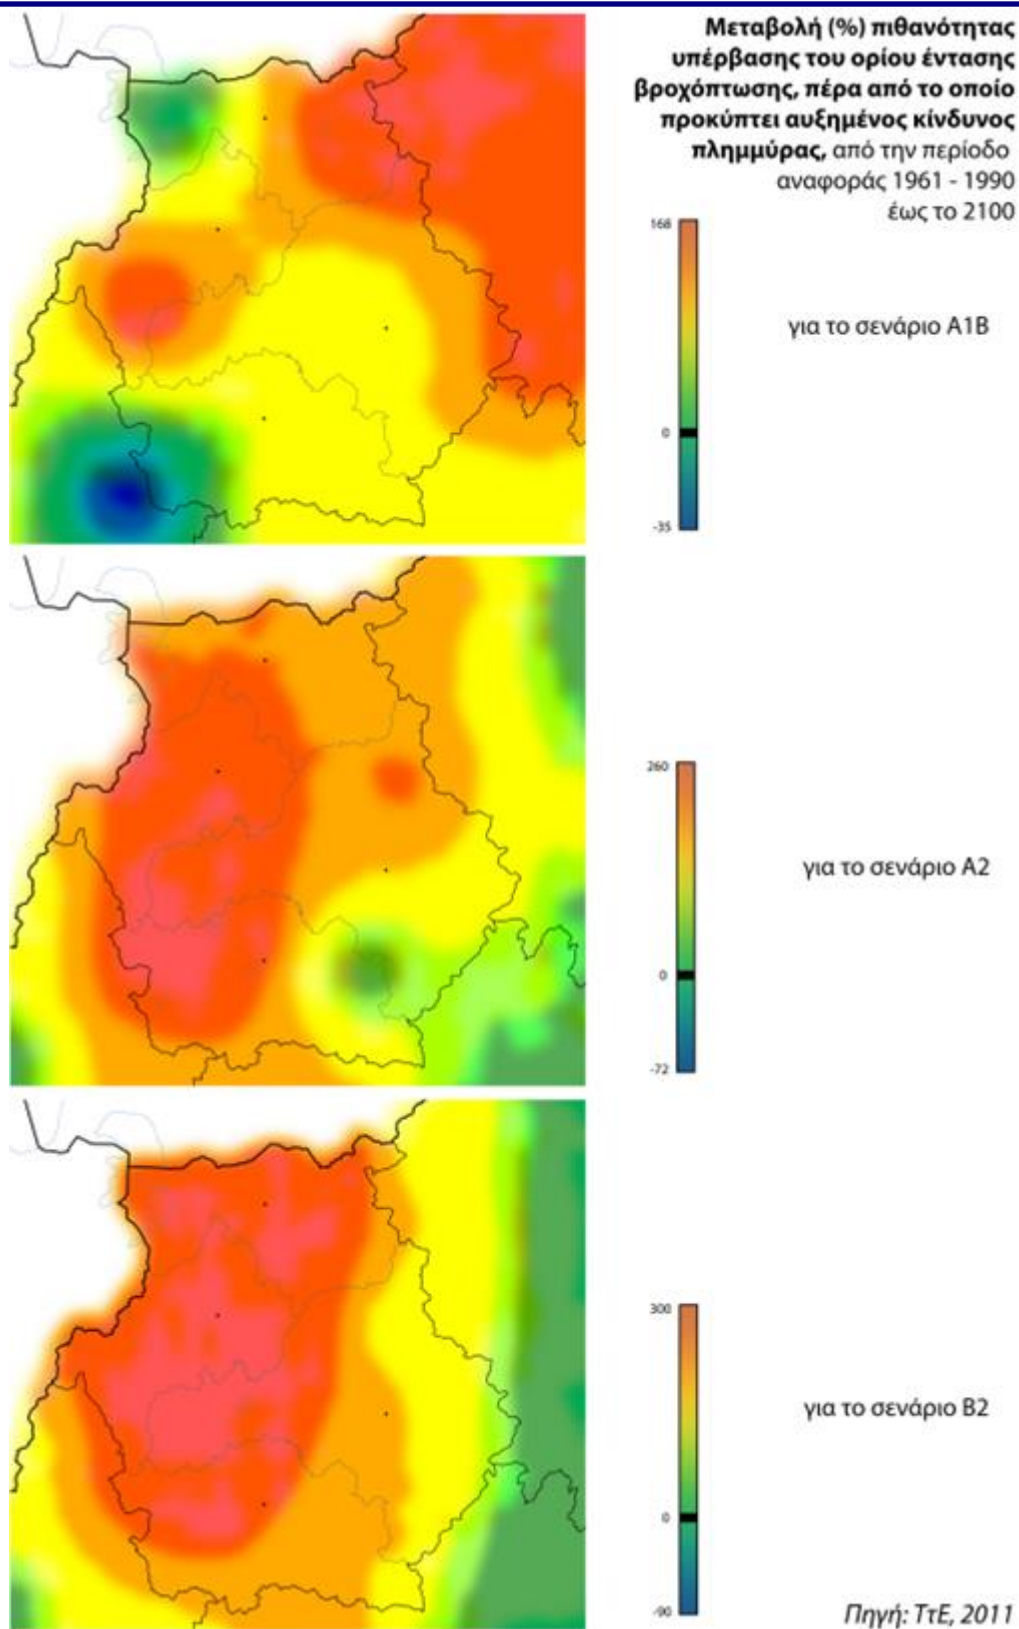 Μεταβολή (%) πιθανότητας
υπέρβασης του ορίου έντασης
βροχόπτωσης, πέρα από το οποίο
προκύπτει αυξημένος κίνδυνος
πλημμύρας, από την περίοδο
αναφοράς 1961 - 1990
έως το 2100
168
για το σενάριο A1B
0
-35
260
για το σενάριο A2
0
-72
300
για το σενάριο B2
0
-90
Πηγή: ΤτΕ, 2011